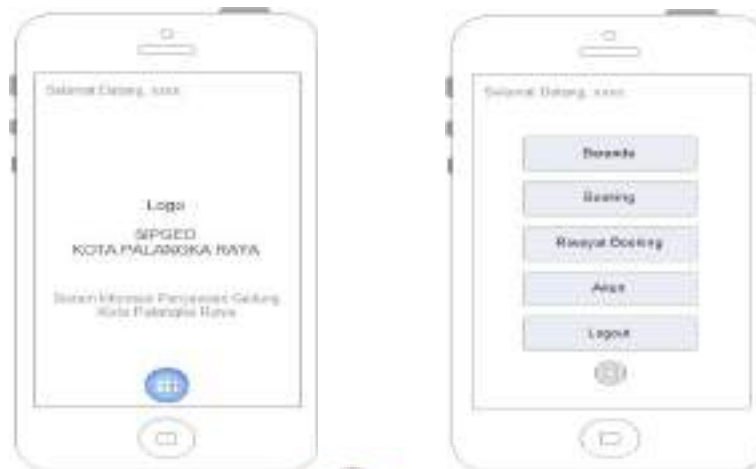 Selamat Datang, xxxx
Logo
SIPGED
KOTA PALANGKA RAYA
Sistem Informasi Penyewaan Gedung
Kota Palangka Raya
Selamat Datang, xxxx
Beranda
Booking
Riwayat Booking
Akun
Logout